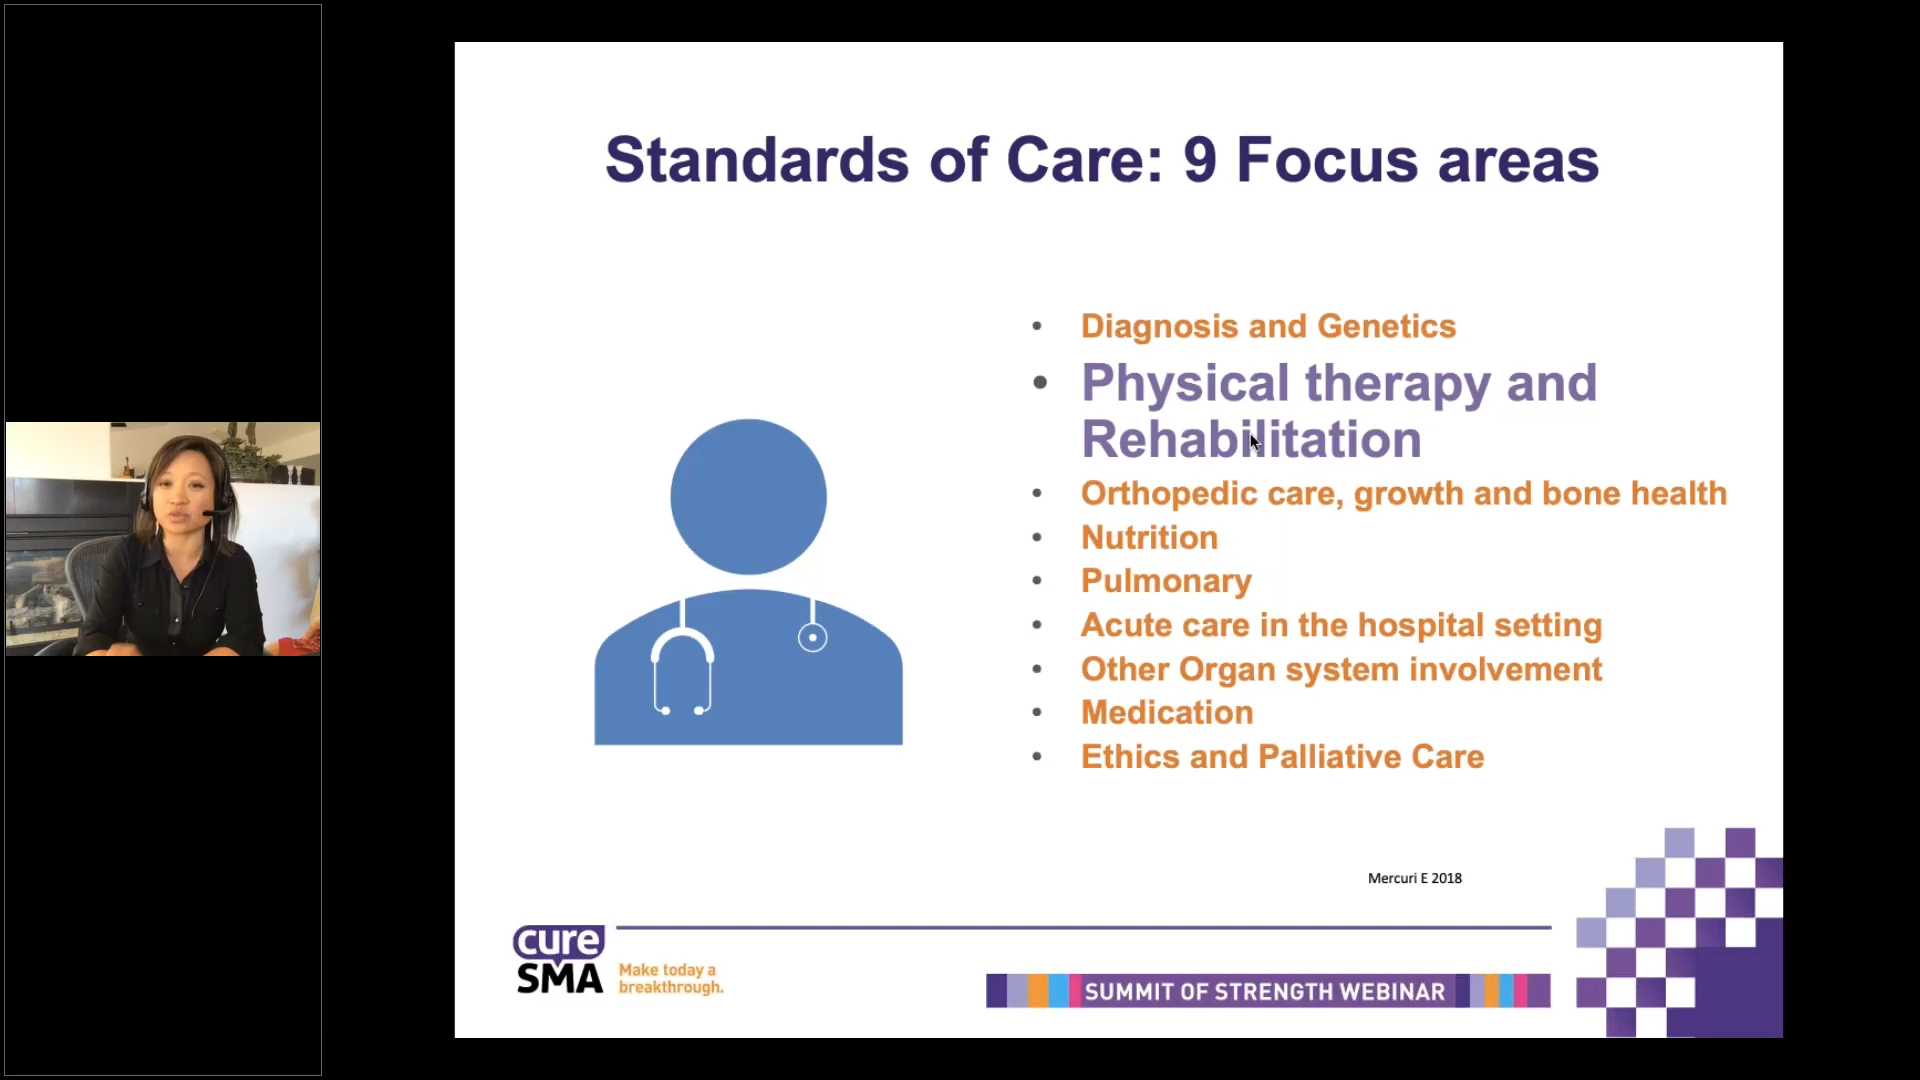 Standards of Care: 9 Focus areas
• Diagnosis and Genetics
• Physical therapy and
Rehabilitation
• Orthopedic care, growth and bone health
• Nutrition
• Pulmonary
• Acute care in the hospital setting
• Other Organ system involvement
• Medication
• Ethics and Palliative Care
Mercuri E 2018
cure
SMA
Make today a
breakthrough.
SUMMIT OF STRENGTH WEBINAR